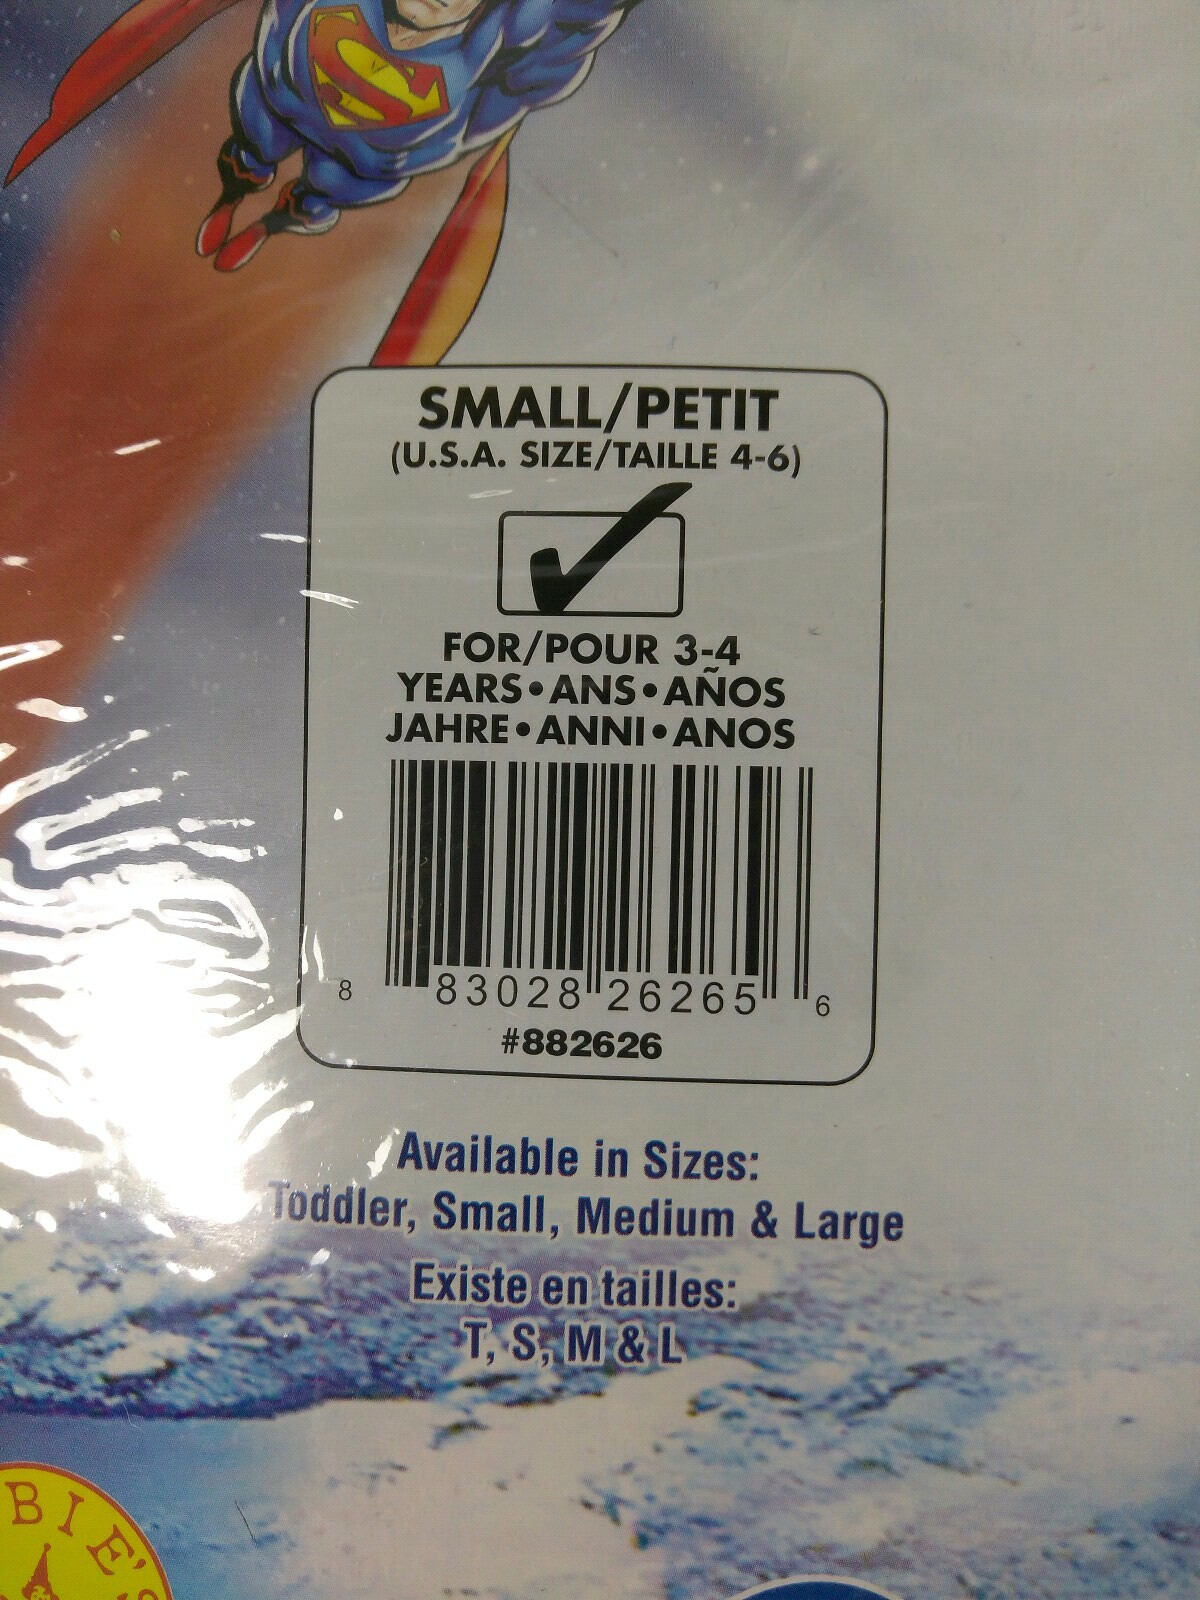 SMALL/PETIT
(U.S.A. SIZE/TAILLE 4-6)
FOR/POUR 3-4
YEARS•ANS•AÑOS
JAHRE•ANNI•ANOS
8 83028 26265 6
#882626
Available in Sizes:
Toddler, Small, Medium & Large
Existe en tailles:
T, S, M & L
BIE'S